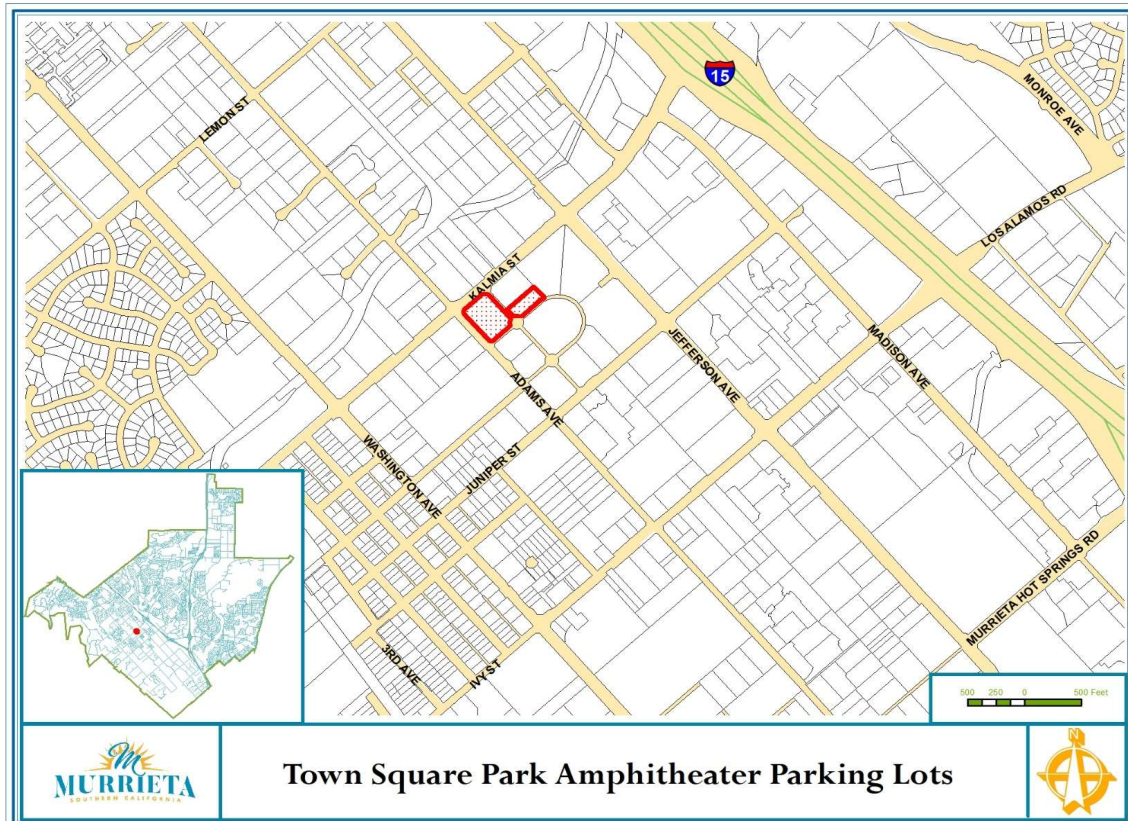 15
MONROE AVE
LEMON ST
LOS ALAMOS RD
KALMIA ST
JEFFERSON AVE
MADISON AVE
ADAMS AVE
WASHINGTON AVE
JUNIPER ST
MURRIETA HOT SPRINGS RD
3RD AVE
IVY ST
500 250 0 500 Feet
M
MURRIETA
SOUTHERN CALIFORNIA
Town Square Park Amphitheater Parking Lots
N